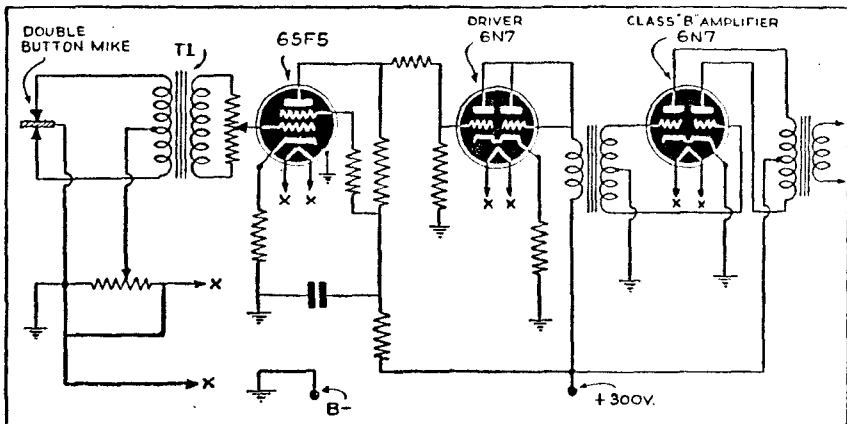 DOUBLE
BUTTON MIKE
T1
6SF5
DRIVER
6N7
CLASS "B" AMPLIFIER
6N7
X
X
X
X
X
X
X
X
B-
+300V.